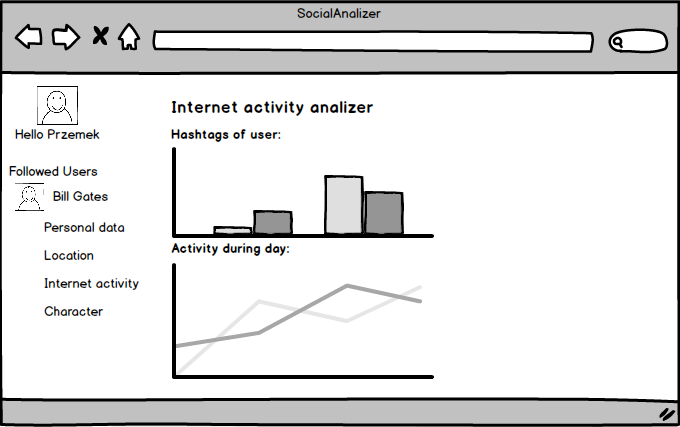 SocialAnalizer
Hello Przemek
Followed Users
Bill Gates
Personal data
Location
Internet activity
Character
Internet activity analizer
Hashtags of user:
Activity during day: